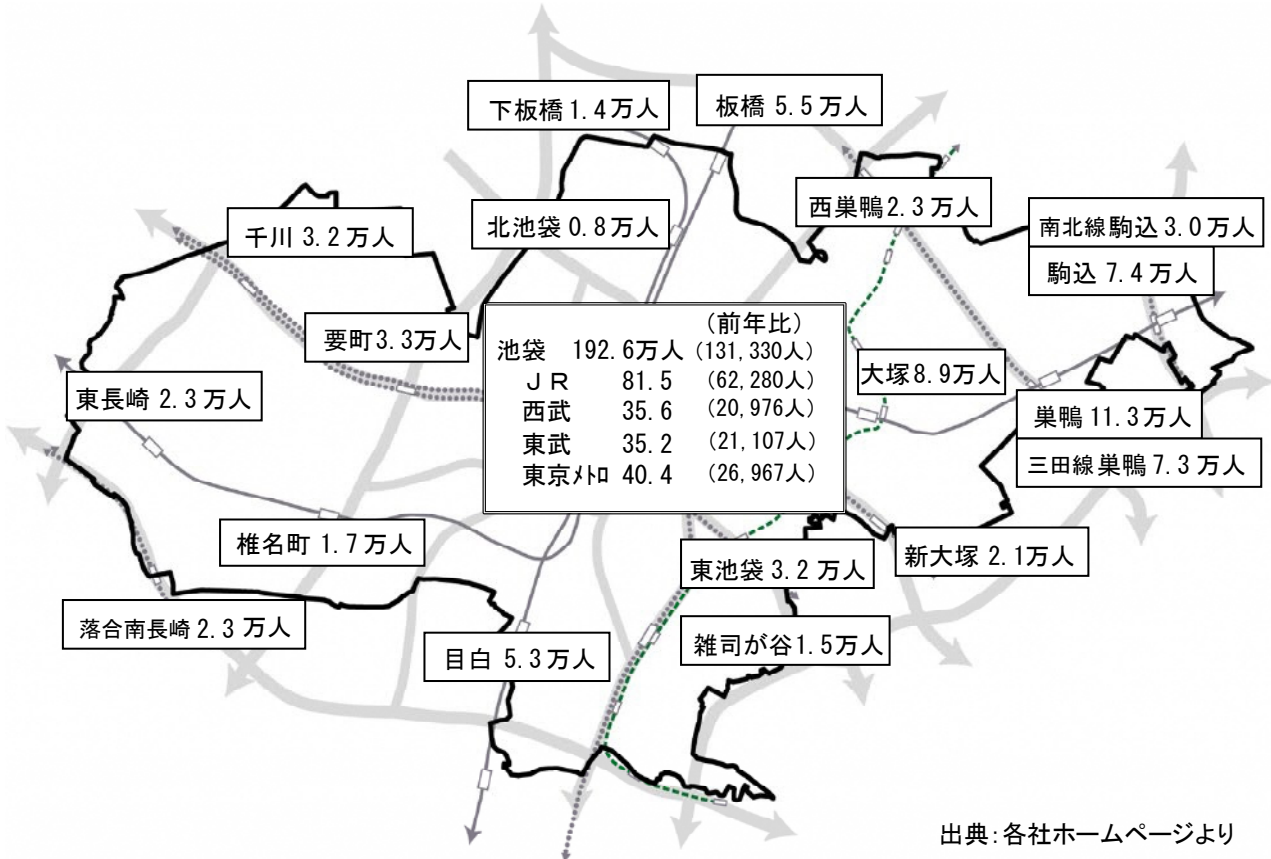 下板橋 1.4万人
板橋 5.5 万人
西巣鴨 2.3 万人
千川 3.2 万人
北池袋 0.8 万人
南北線駒込 3.0 万人
駒込 7.4 万人
要町3.3万人
(前年比)
池袋 192.6万人 (131,330人)
JR 81.5 (62,280人)
西武 35.6 (20,976人)
東武 35.2 (21,107人)
東京メトロ 40.4 (26,967人)
大塚8.9万人
東長崎 2.3 万人
巣鴨 11.3 万人
三田線巣鴨 7.3 万人
椎名町 1.7 万人
東池袋 3.2 万人
新大塚 2.1万人
落合南長崎 2.3 万人
目白 5.3 万人
雑司が谷1.5万人
出典:各社ホームページより